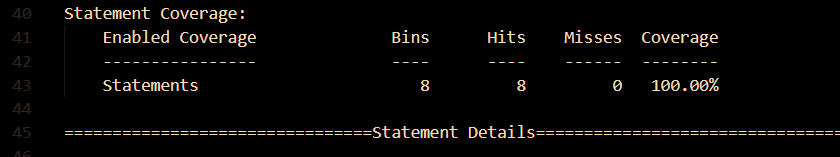 40 Statement Coverage:
41 Enabled Coverage Bins Hits Misses Coverage
42 ---------------- ---- ---- ------ --------
43 Statements 8 8 0 100.00%
44
45 ================================Statement Details================================
46